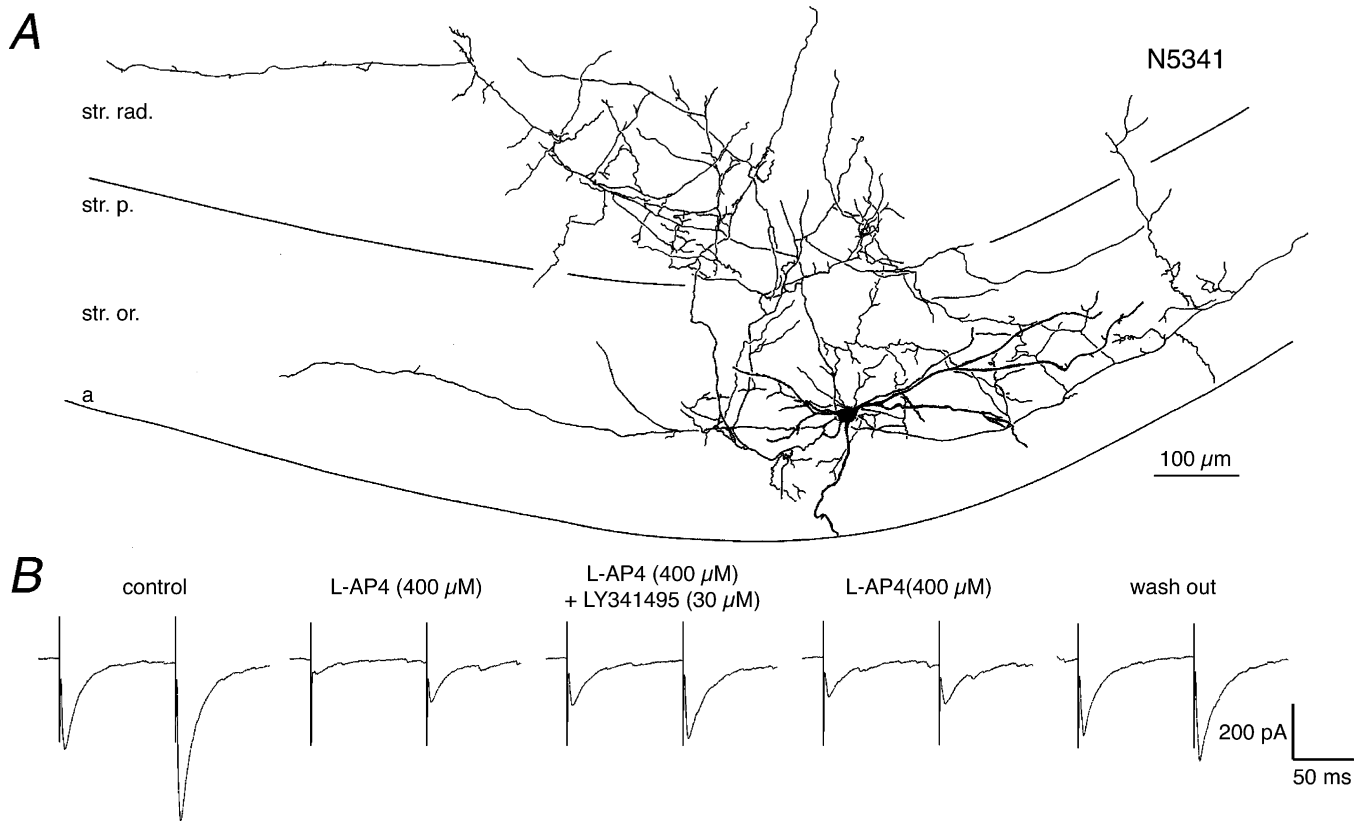 A
N5341
str. rad.
str. p.
str. or.
a
100 µm
B
control
L-AP4 (400 µM)
L-AP4 (400 µM)
+ LY341495 (30 µM)
L-AP4(400 µM)
wash out
200 pA
50 ms